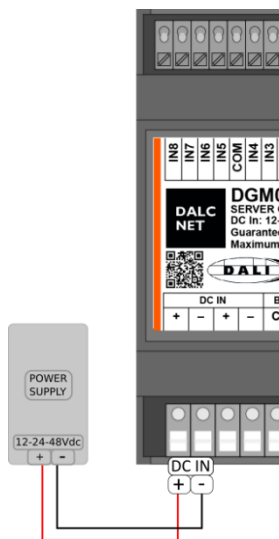 IN8
IN7
IN6
IN5
COM
IN4
IN3
DALC
NET
DGM0
SERVER
DC In: 12-
Guarantee
Maximum
DALI
DC IN
+ - + - C
POWER
SUPPLY
12-24-48Vdc
+ -
DC IN
+ -